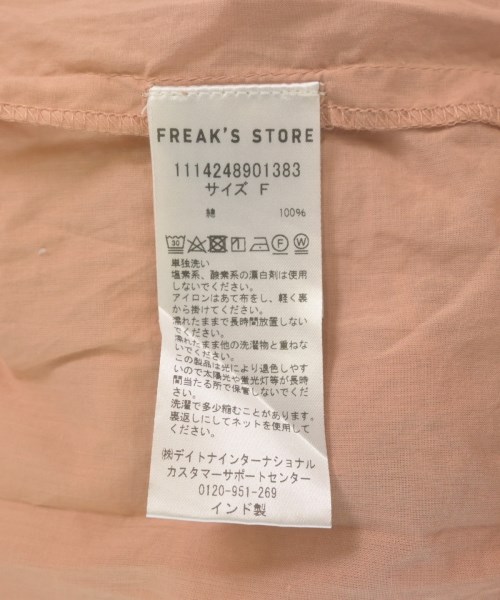 FREAK'S STORE
1114248901383
サイズ F
綿 100%
30 F W
単独洗い
塩素系、酸素系の漂白剤は使用
しないでください。
アイロンはあて布をし、軽く裏
から掛けてください。
濡れたままで長時間放置しない
でください。
濡れたまま他の洗濯物と重ねな
いでください。
この製品は光により退色しやす
いので太陽光や蛍光灯等が長時
間当たる所で保管しないでくだ
さい。
洗濯で多少縮むことがあります。
裏返しにしてネットを使用して
ください。
㈱デイトナインターナショナル
カスタマーサポートセンター
0120-951-269
インド製